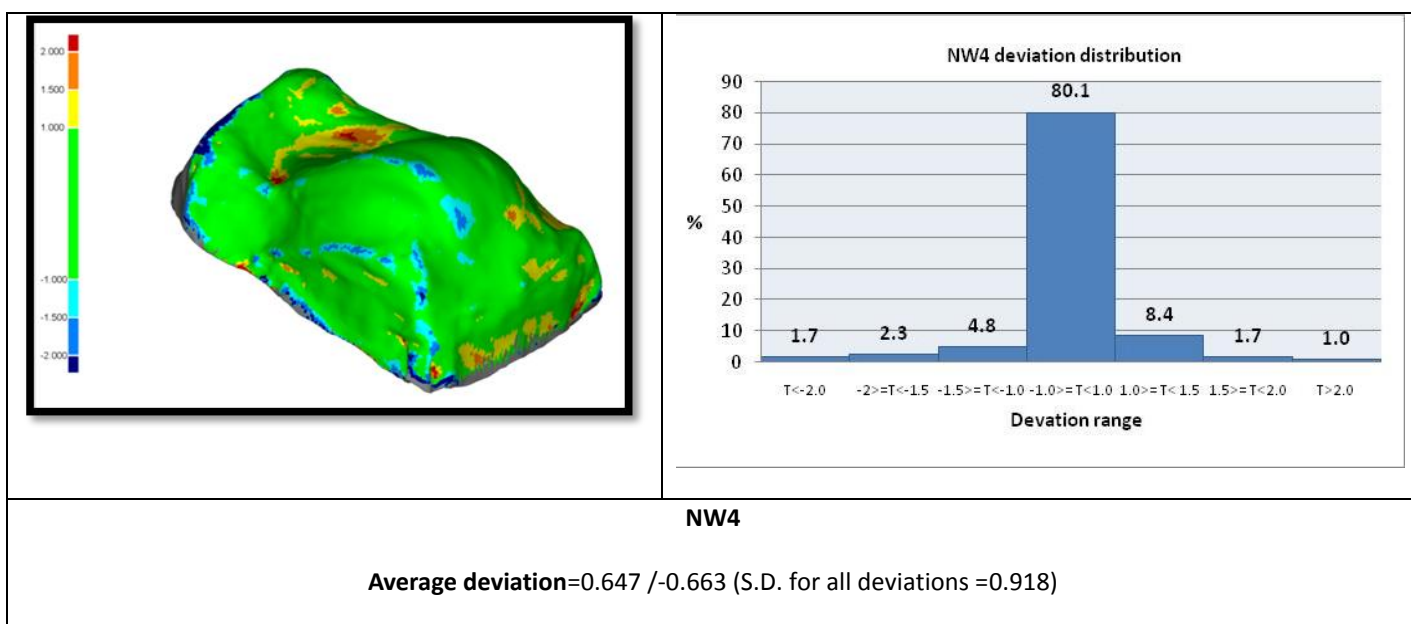 2.000
1.500
1.000
-1.000
-1.500
-2.000
NW4 deviation distribution
90
80
70
60
50
40
30
20
10
0
%
1.7 2.3 4.8 80.1 8.4 1.7 1.0
T<-2.0 -2>=T<-1.5 -1.5>=T<-1.0 -1.0>=T<1.0 1.0>=T<1.5 1.5>=T<2.0 T>2.0
Devation range
NW4
Average deviation=0.647 /-0.663 (S.D. for all deviations =0.918)